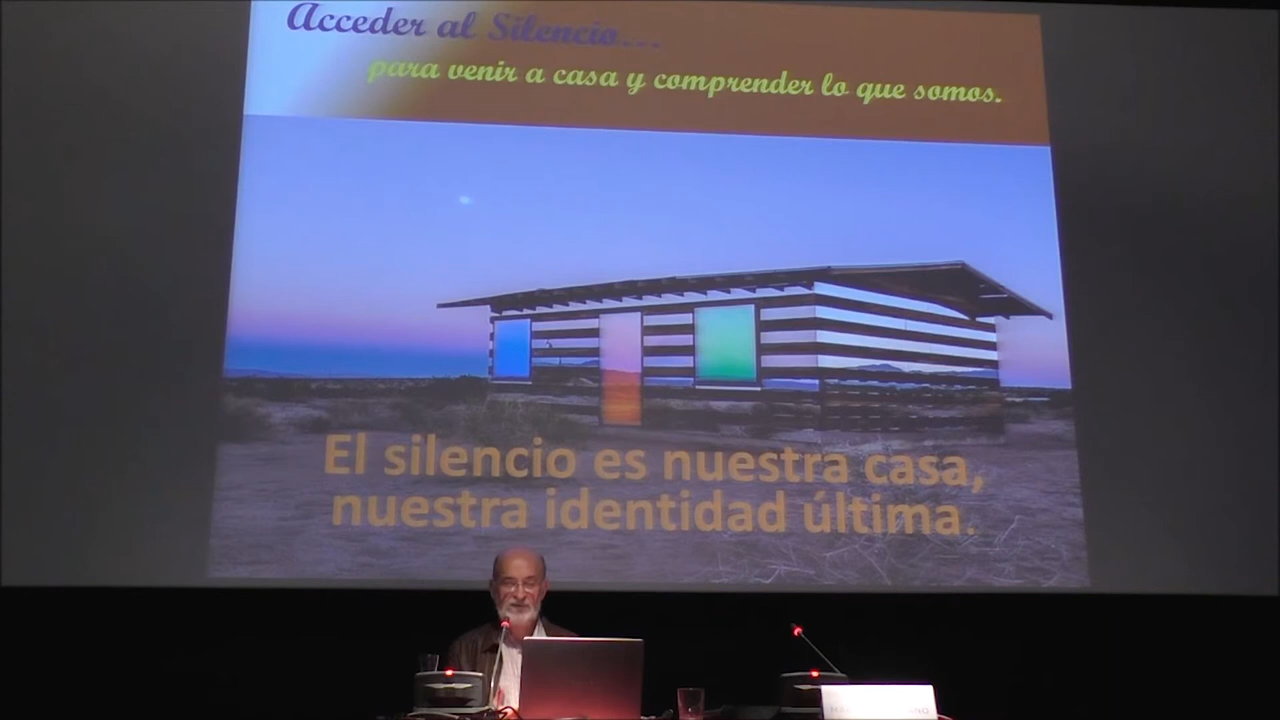 Acceder al Silencio...
para venir a casa y comprender lo que somos.
El silencio es nuestra casa,
nuestra identidad última.